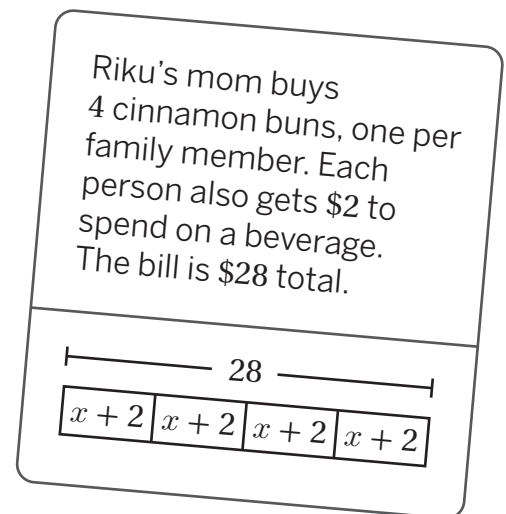 Riku’s mom buys
4 cinnamon buns, one per
family member. Each
person also gets $2 to
spend on a beverage.
The bill is $28 total.
28
x + 2 x + 2 x + 2 x + 2